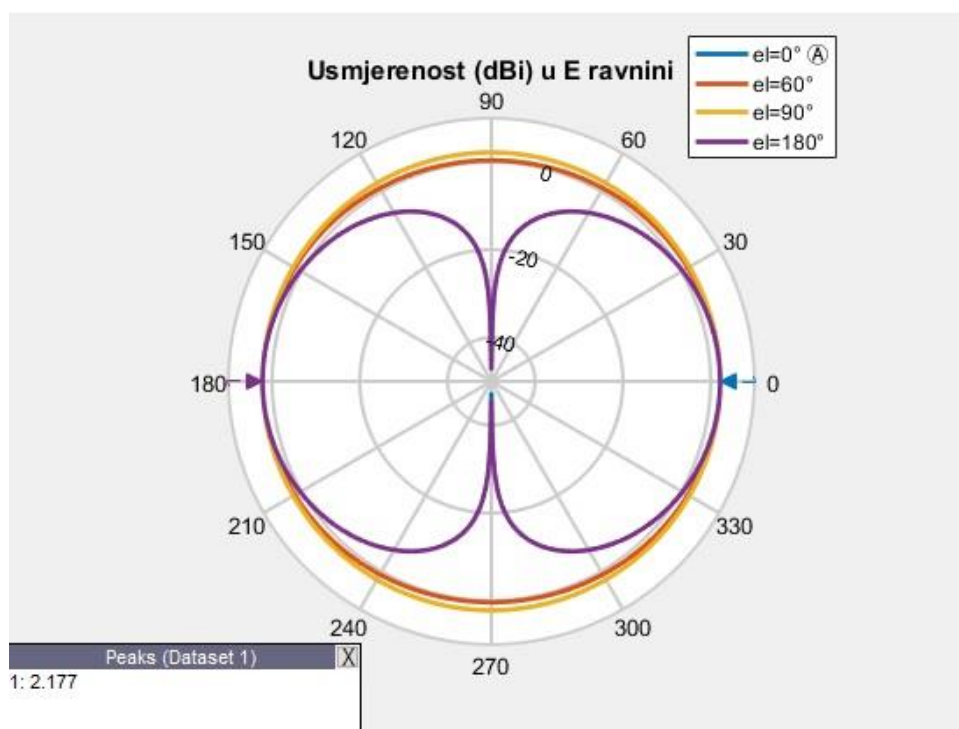 Usmjerenost (dBi) u E ravnini
el=0° Ⓐ
el=60°
el=90°
el=180°
90
120
60
0
150
30
-20
-40
180
0
210
330
240
300
270
Peaks (Dataset 1) X
1: 2.177